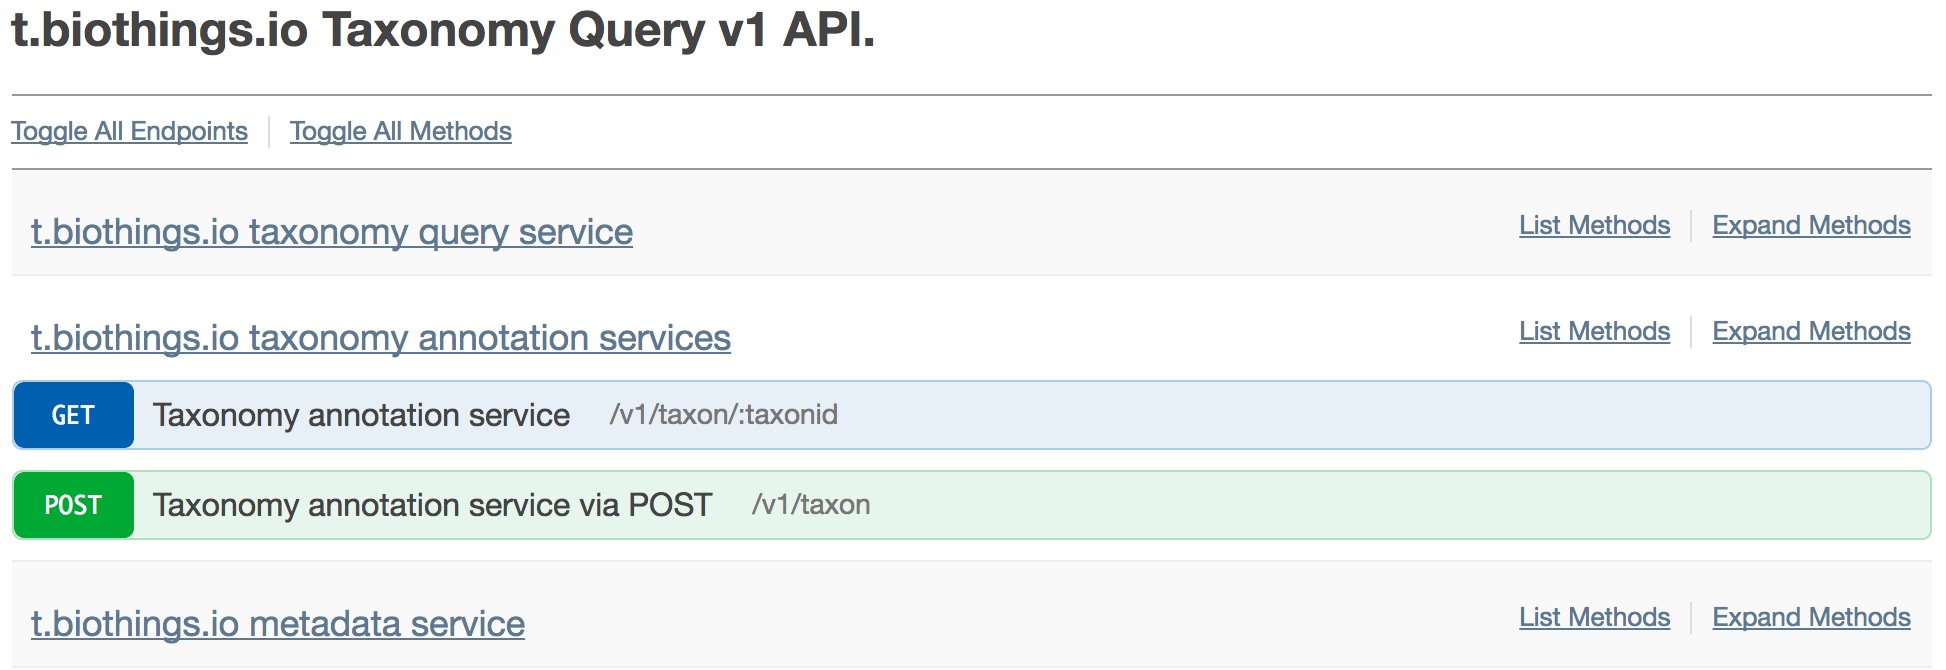 t.biothings.io Taxonomy Query v1 API.
Toggle All Endpoints Toggle All Methods
t.biothings.io taxonomy query service List Methods Expand Methods
t.biothings.io taxonomy annotation services List Methods Expand Methods
GET Taxonomy annotation service /v1/taxon/:taxonid
POST Taxonomy annotation service via POST /v1/taxon
t.biothings.io metadata service List Methods Expand Methods